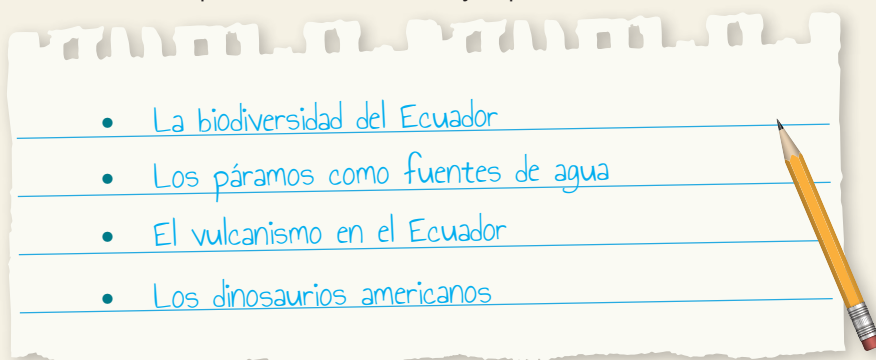 • La biodiversidad del Ecuador
• Los páramos como fuentes de agua
• El vulcanismo en el Ecuador
• Los dinosaurios americanos